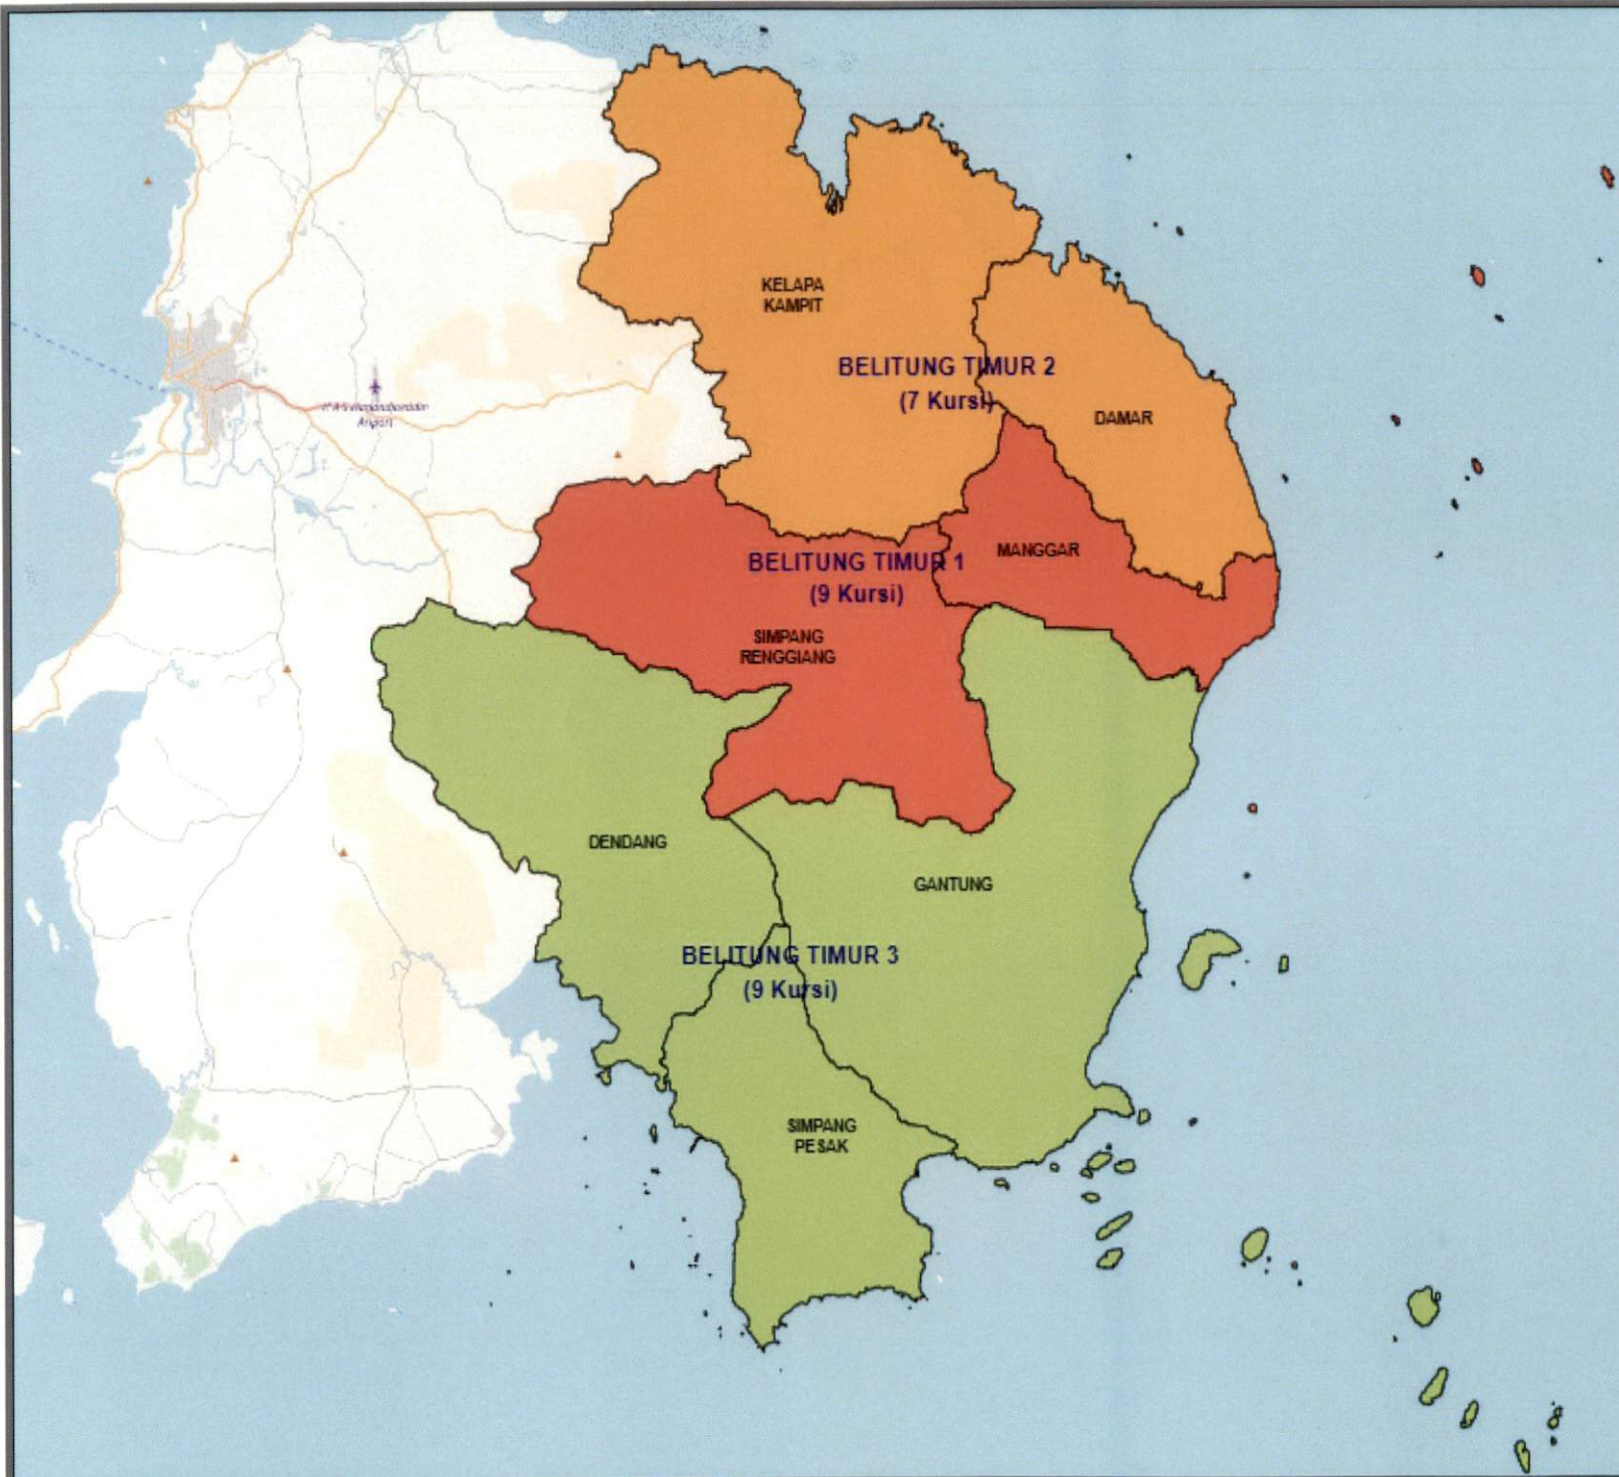 KELAPA
KAMPIT
BELITUNG TIMUR 2
(7 Kursi)
DAMAR
Airport
MANGGAR
BELITUNG TIMUR 1
(9 Kursi)
SIMPANG
RENGGIANG
DENDANG
GANTUNG
BELITUNG TIMUR 3
(9 Kursi)
SIMPANG
PESAK